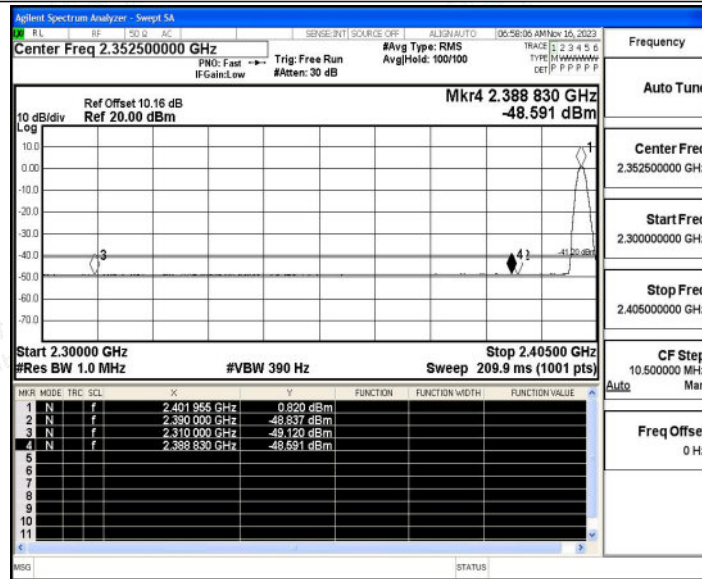 Agilent Spectrum Analyzer - Swept SA
RL RF 50 Ω AC SENSE:INT SOURCE OFF ALIGNAUTO 06:58:06 AM Nov 16, 2023
Center Freq 2.352500000 GHz
PNO: Fast
IFGain:Low
Trig: Free Run
#Atten: 30 dB
#Avg Type: RMS
Avg|Hold: 100/100
TRACE 1 2 3 4 5 6
TYPE M W W W W W
DET P P P P P P
Ref Offset 10.16 dB
10 dB/div Ref 20.00 dBm
Mkr4 2.388 830 GHz
-48.591 dBm
Log
10.0
0.00
-10.0
-20.0
-30.0
-40.0
-50.0
-60.0
-70.0
1
3
4
2
-41.20 dBm
Start 2.30000 GHz Stop 2.40500 GHz
#Res BW 1.0 MHz #VBW 390 Hz Sweep 209.9 ms (1001 pts)
MKR MODE TRC SCL X Y FUNCTION FUNCTION WIDTH FUNCTION VALUE
1 N f 2.401 955 GHz 0.820 dBm
2 N f 2.390 000 GHz -48.837 dBm
3 N f 2.310 000 GHz -49.120 dBm
4 N f 2.388 830 GHz -48.591 dBm
5
6
7
8
9
10
11
MSG STATUS
Frequency
Auto Tune
Center Freq
2.352500000 GHz
Start Freq
2.300000000 GHz
Stop Freq
2.405000000 GHz
CF Step
10.500000 MHz
Auto Man
Freq Offset
0 Hz